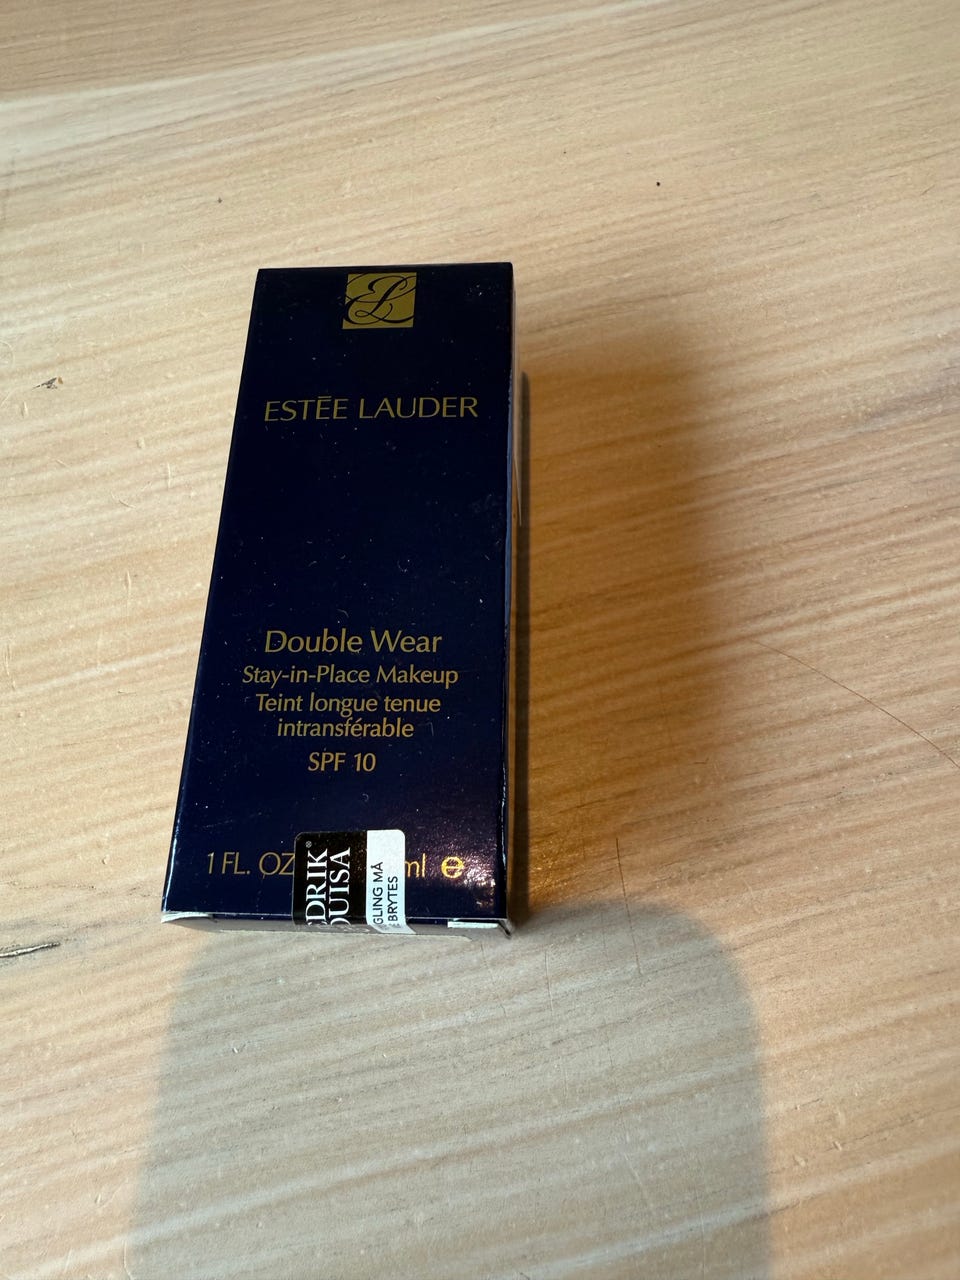 ESTĒE LAUDER
Double Wear
Stay-in-Place Makeup
Teint longue tenue
intransférable
SPF 10
1 FL. OZ ml ℮
DRIK®
UISA
GLING MÅ
BRYTES